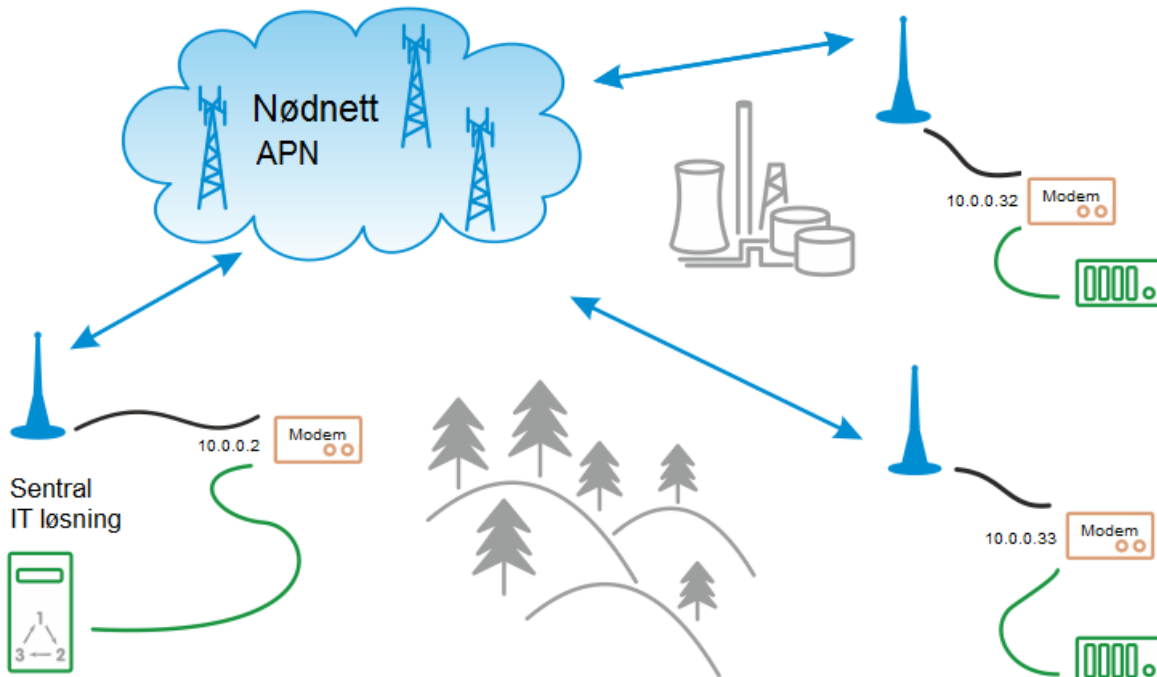 Nødnett
APN
10.0.0.32
Modem
10.0.0.2
Modem
Sentral
IT løsning
1
3
2
10.0.0.33
Modem